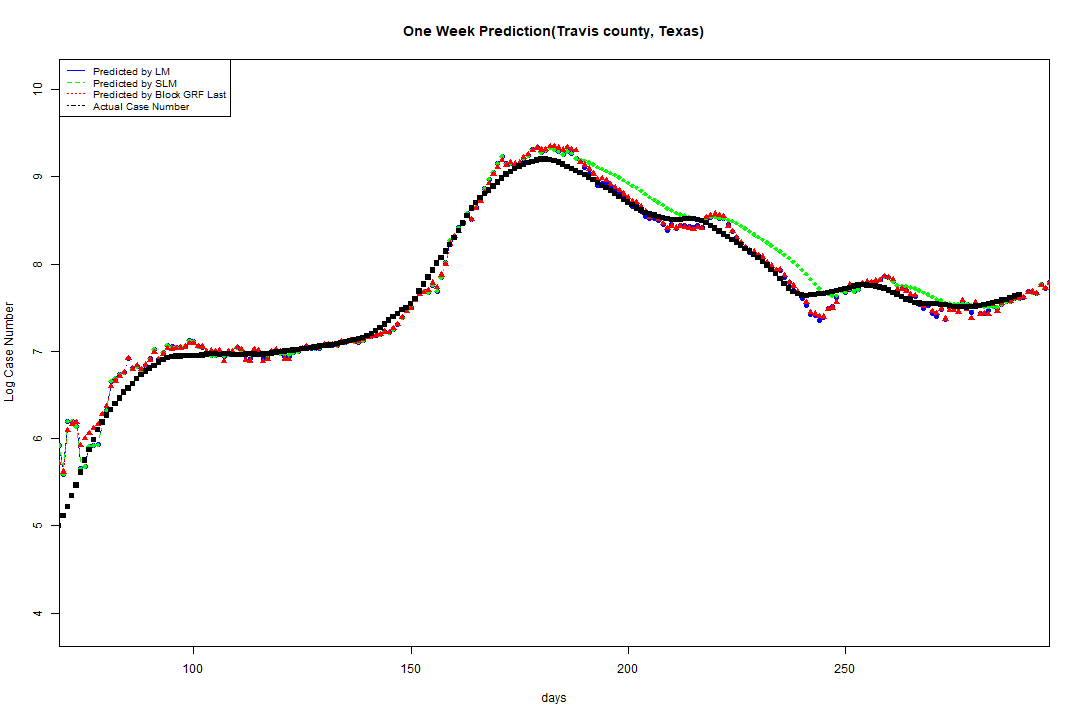 One Week Prediction(Travis county, Texas)
Predicted by LM
Predicted by SLM
Predicted by Block GRF Last
Actual Case Number
Log Case Number
10
9
8
7
6
5
4
100 150 200 250
days